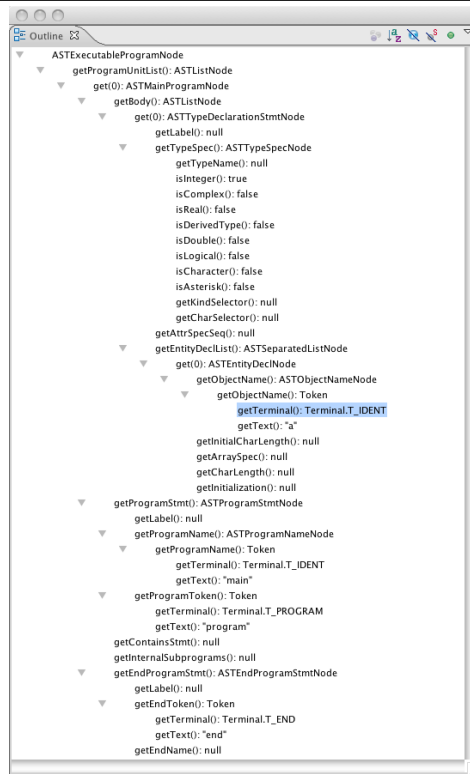 Outline
ASTExecutableProgramNode
getProgramUnitList(): ASTListNode
get(0): ASTMainProgramNode
getBody(): ASTListNode
get(0): ASTTypeDeclarationStmtNode
getLabel(): null
getTypeSpec(): ASTTypeSpecNode
getTypeName(): null
isInteger(): true
isComplex(): false
isReal(): false
isDerivedType(): false
isDouble(): false
isLogical(): false
isCharacter(): false
isAsterisk(): false
getKindSelector(): null
getCharSelector(): null
getAttrSpecSeq(): null
getEntityDeclList(): ASTSeparatedListNode
get(0): ASTEntityDeclNode
getObjectName(): ASTObjectNameNode
getObjectName(): Token
getTerminal(): Terminal.T_IDENT
getText(): "a"
getInitialCharLength(): null
getArraySpec(): null
getCharLength(): null
getInitialization(): null
getProgramStmt(): ASTProgramStmtNode
getLabel(): null
getProgramName(): ASTProgramNameNode
getProgramName(): Token
getTerminal(): Terminal.T_IDENT
getText(): "main"
getProgramToken(): Token
getTerminal(): Terminal.T_PROGRAM
getText(): "program"
getContainsStmt(): null
getInternalSubprograms(): null
getEndProgramStmt(): ASTEndProgramStmtNode
getLabel(): null
getEndToken(): Token
getTerminal(): Terminal.T_END
getText(): "end"
getEndName(): null